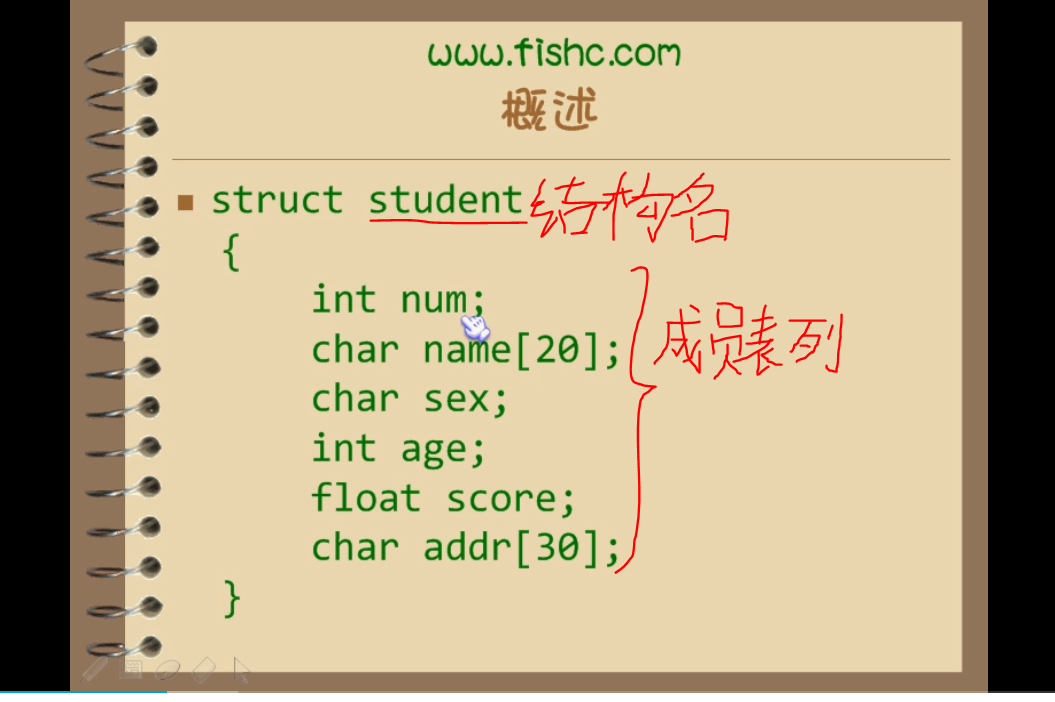 www.fishc.com
概述
struct student 结构名
{
int num;
char name[20];
成员表列
char sex;
int age;
float score;
char addr[30];
}